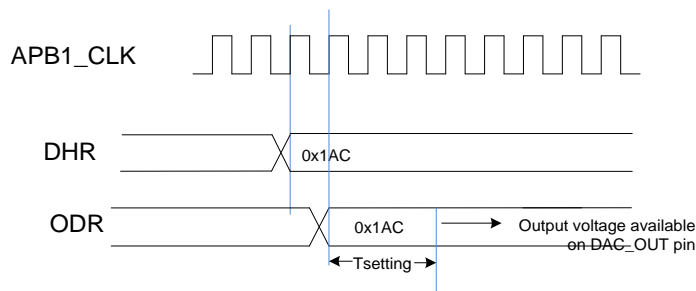 APB1_CLK
DHR
0x1AC
ODR
0x1AC
Output voltage available
on DAC_OUT pin
Tsetting